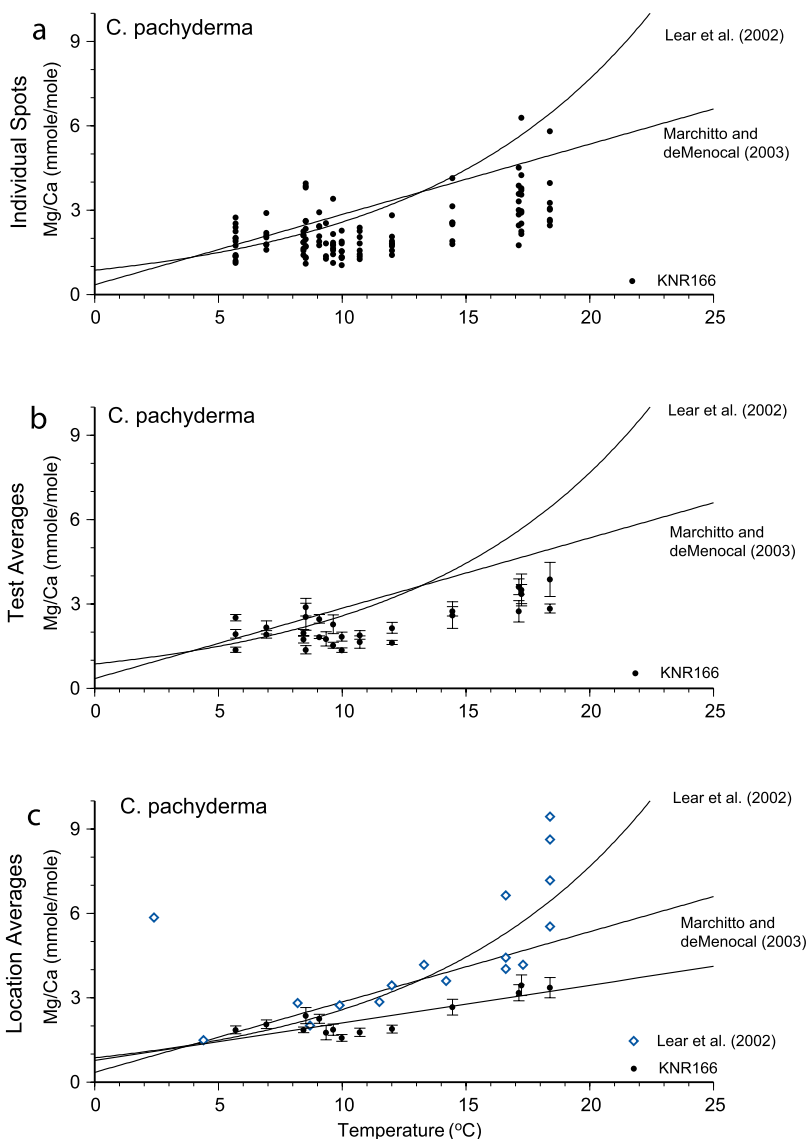 a
C. pachyderma
Lear et al. (2002)
Marchitto and
deMenocal (2003)
Individual Spots
Mg/Ca (mmole/mole)
9
6
3
0
KNR166
0 5 10 15 20 25
b
C. pachyderma
Lear et al. (2002)
Marchitto and
deMenocal (2003)
Test Averages
Mg/Ca (mmole/mole)
9
6
3
0
KNR166
0 5 10 15 20 25
c
C. pachyderma
Lear et al. (2002)
Marchitto and
deMenocal (2003)
Location Averages
Mg/Ca (mmole/mole)
9
6
3
0
Lear et al. (2002)
KNR166
0 5 10 15 20 25
Temperature (°C)